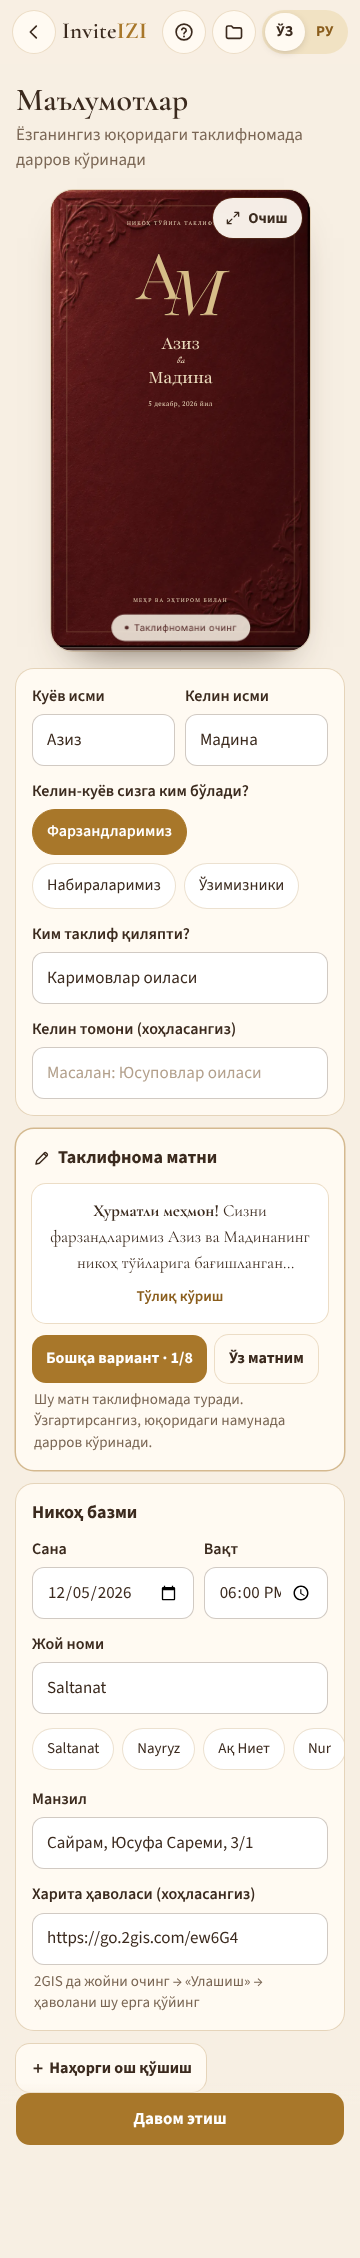 InviteIZI
ЎЗ
РУ
Маълумотлар
Ёзганингиз юқоридаги таклифномада
дарров кўринади
НИКОҲ ТЎЙИГА ТАКЛИФ
Очиш
АМ
Азиз
ва
Мадина
5 декабр, 2026 йил
МЕҲР ВА ЭҲТИРОМ БИЛАН
Таклифномани очинг
Куёв исми
Келин исми
Азиз
Мадина
Келин-куёв сизга ким бўлади?
Фарзандларимиз
Набираларимиз
Ўзимизники
Ким таклиф қиляпти?
Каримовлар оиласи
Келин томони (хоҳласангиз)
Масалан: Юсуповлар оиласи
Таклифнома матни
Ҳурматли меҳмон! Сизни
фарзандларимиз Азиз ва Мадинанинг
никоҳ тўйларига бағишланган...
Тўлиқ кўриш
Бошқа вариант · 1/8
Ўз матним
Шу матн таклифномада туради.
Ўзгартирсангиз, юқоридаги намунада
дарров кўринади.
Никоҳ базми
Сана
Вақт
12/05/2026
06:00 PM
Жой номи
Saltanat
Saltanat
Nayryz
Ақ Ниет
Nur
Манзил
Сайрам, Юсуфа Сареми, 3/1
Харита ҳаволаси (хоҳласангиз)
https://go.2gis.com/ew6G4
2GIS да жойни очинг → «Улашиш» →
ҳаволани шу ерга қўйинг
+ Наҳорги ош қўшиш
Давом этиш